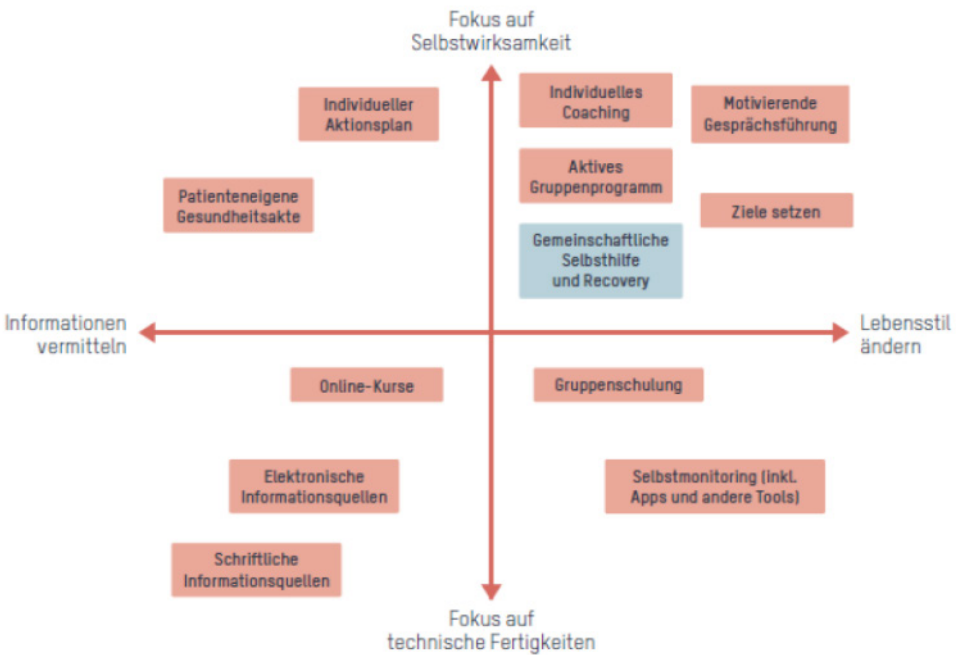 Fokus auf
Selbstwirksamkeit
Individueller
Aktionsplan
Individuelles
Coaching
Motivierende
Gesprächsführung
Patienteneigene
Gesundheitsakte
Aktives
Gruppenprogramm
Ziele setzen
Gemeinschaftliche
Selbsthilfe
und Recovery
Informationen
vermitteln
Lebensstil
ändern
Online-Kurse
Gruppenschulung
Elektronische
Informationsquellen
Selbstmonitoring (inkl.
Apps und andere Tools)
Schriftliche
Informationsquellen
Fokus auf
technische Fertigkeiten